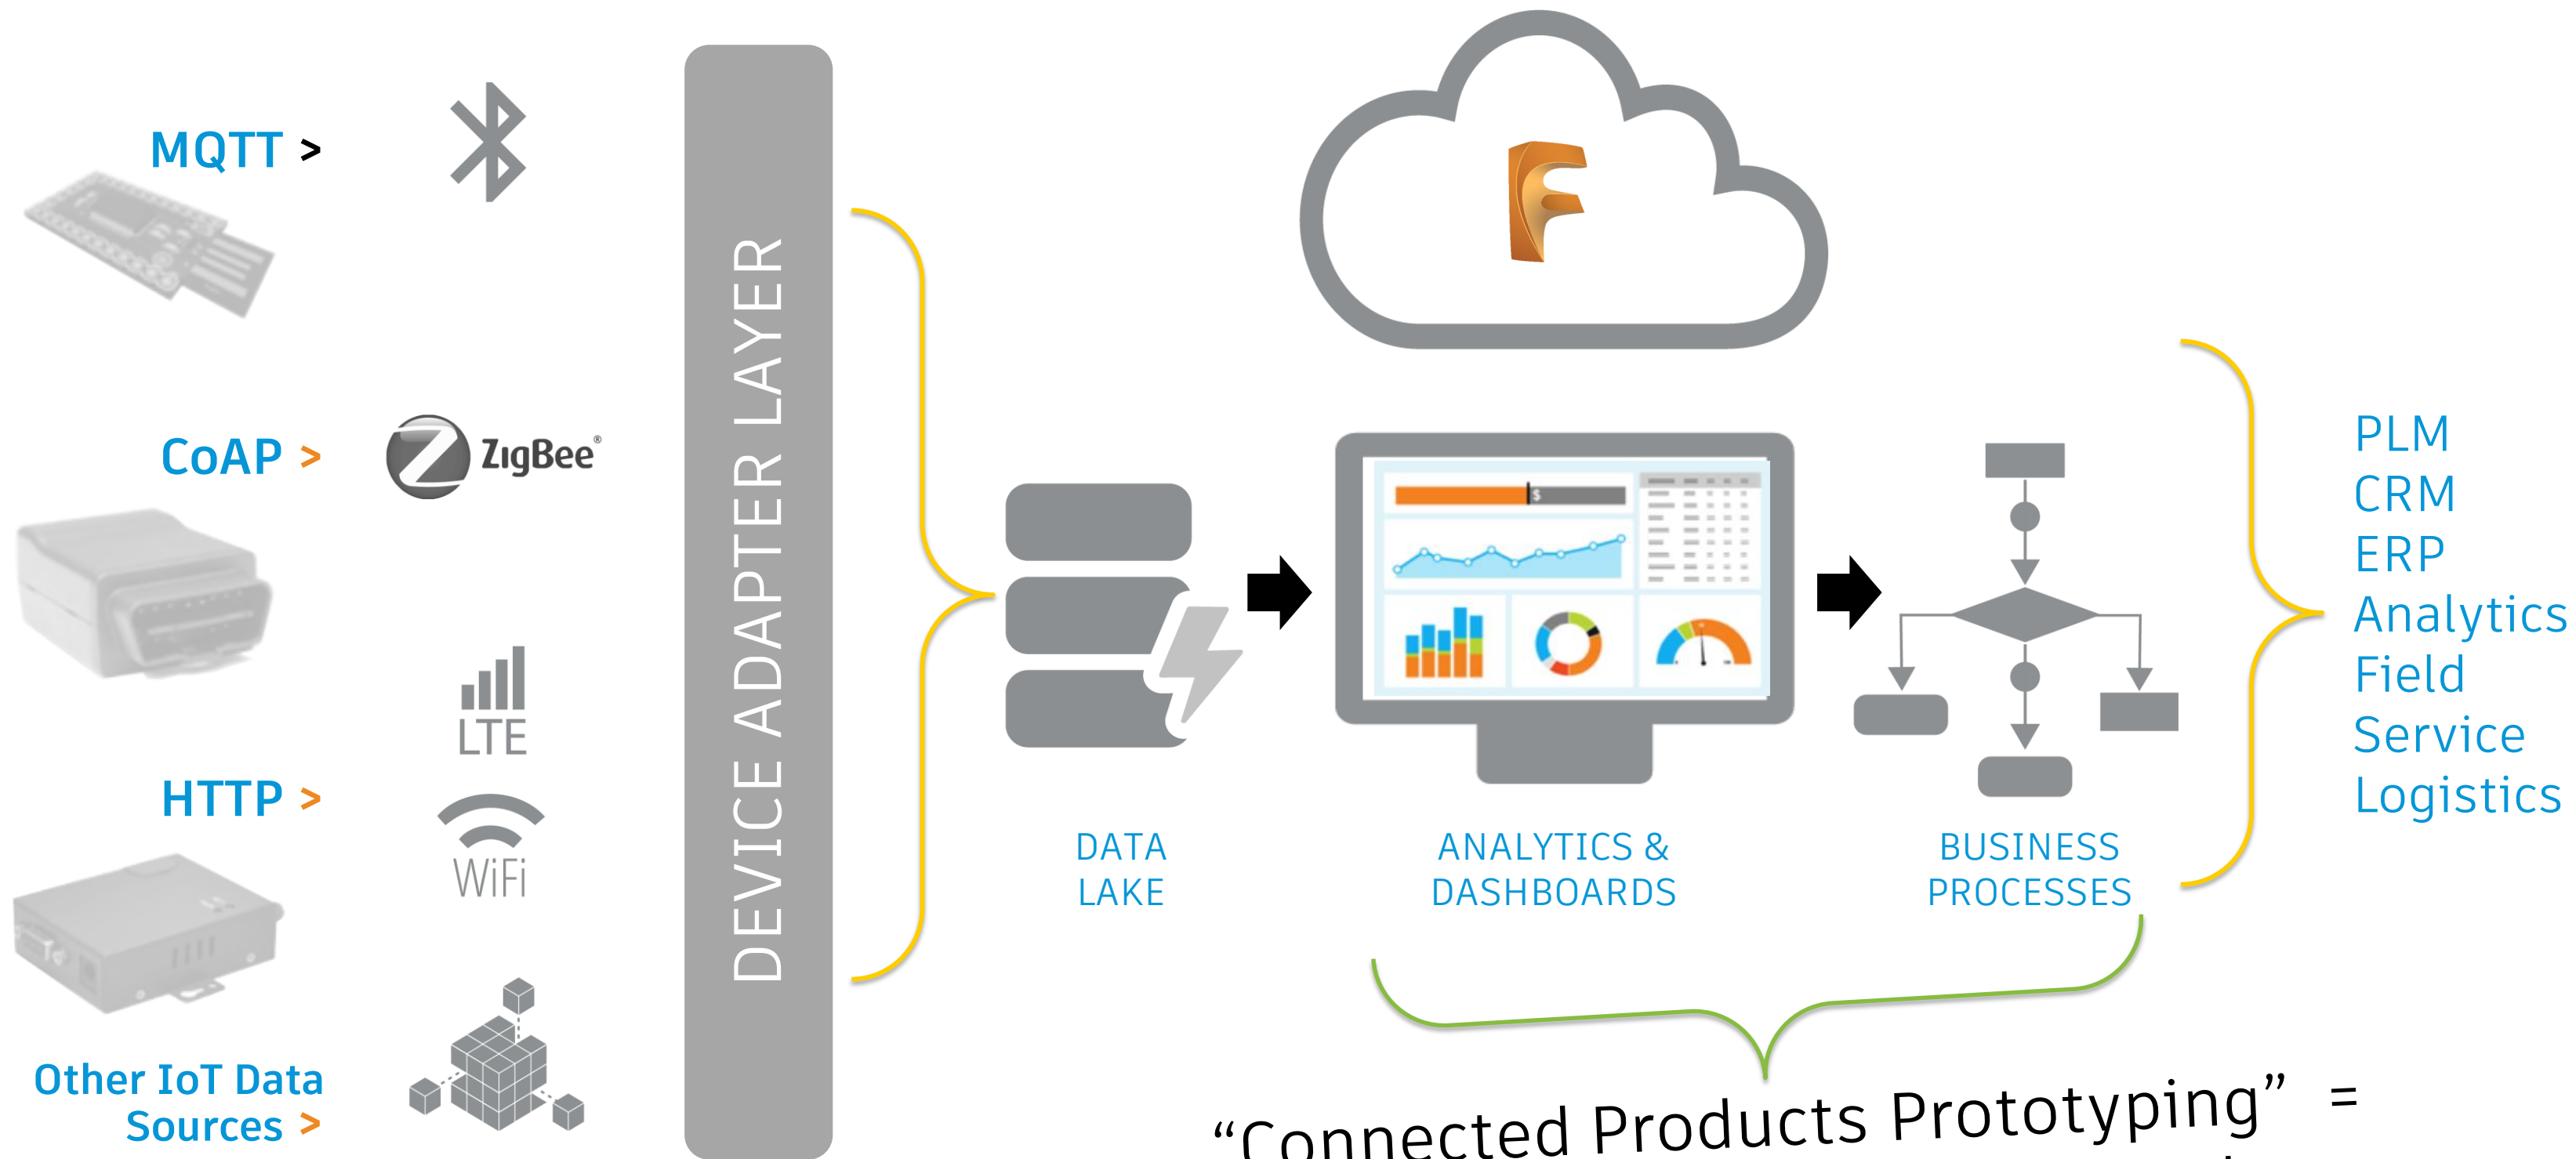 MQTT >
CoAP >
ZigBee®
LTE
HTTP >
WiFi
Other IoT Data
Sources >
DEVICE ADAPTER LAYER
F
$
DATA
LAKE
ANALYTICS &
DASHBOARDS
BUSINESS
PROCESSES
PLM
CRM
ERP
Analytics
Field
Service
Logistics
“Connected Products Prototyping” =